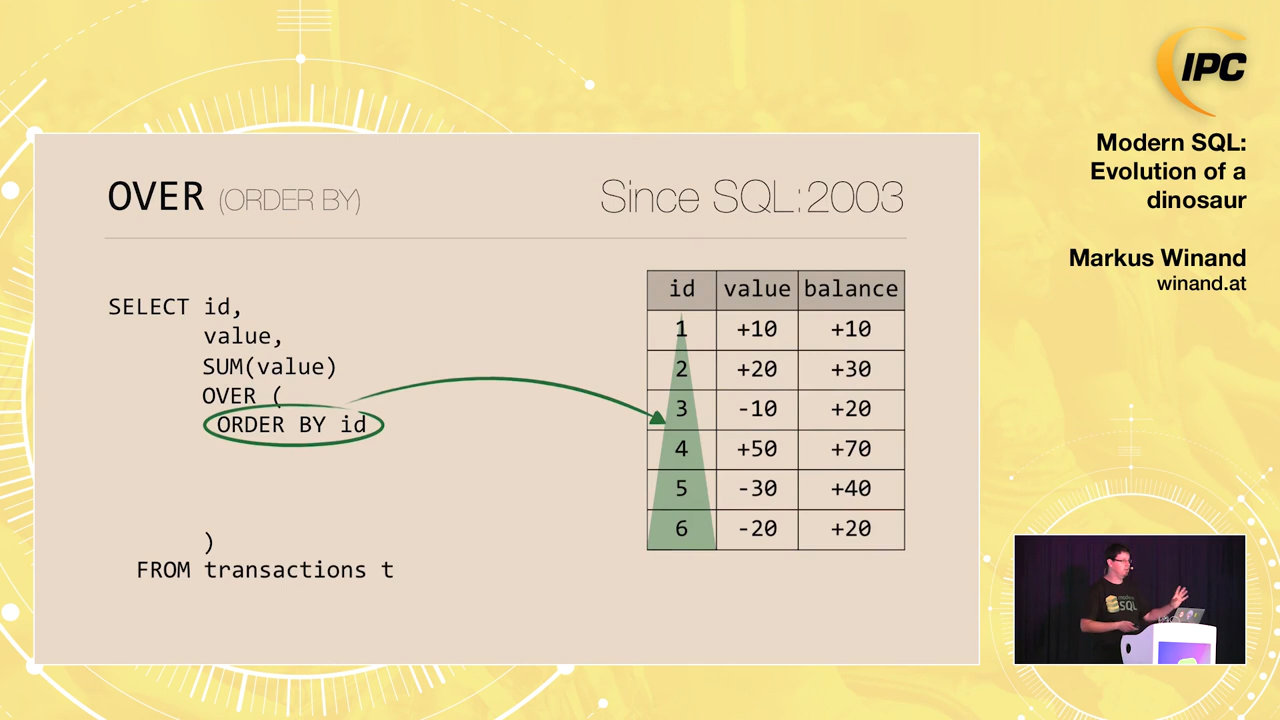 IPC
Modern SQL:
Evolution of a
dinosaur
Markus Winand
winand.at
OVER (ORDER BY) Since SQL:2003
SELECT id,
value,
SUM(value)
OVER (
ORDER BY id
)
FROM transactions t
id value balance
1 +10 +10
2 +20 +30
3 -10 +20
4 +50 +70
5 -30 +40
6 -20 +20
SQL